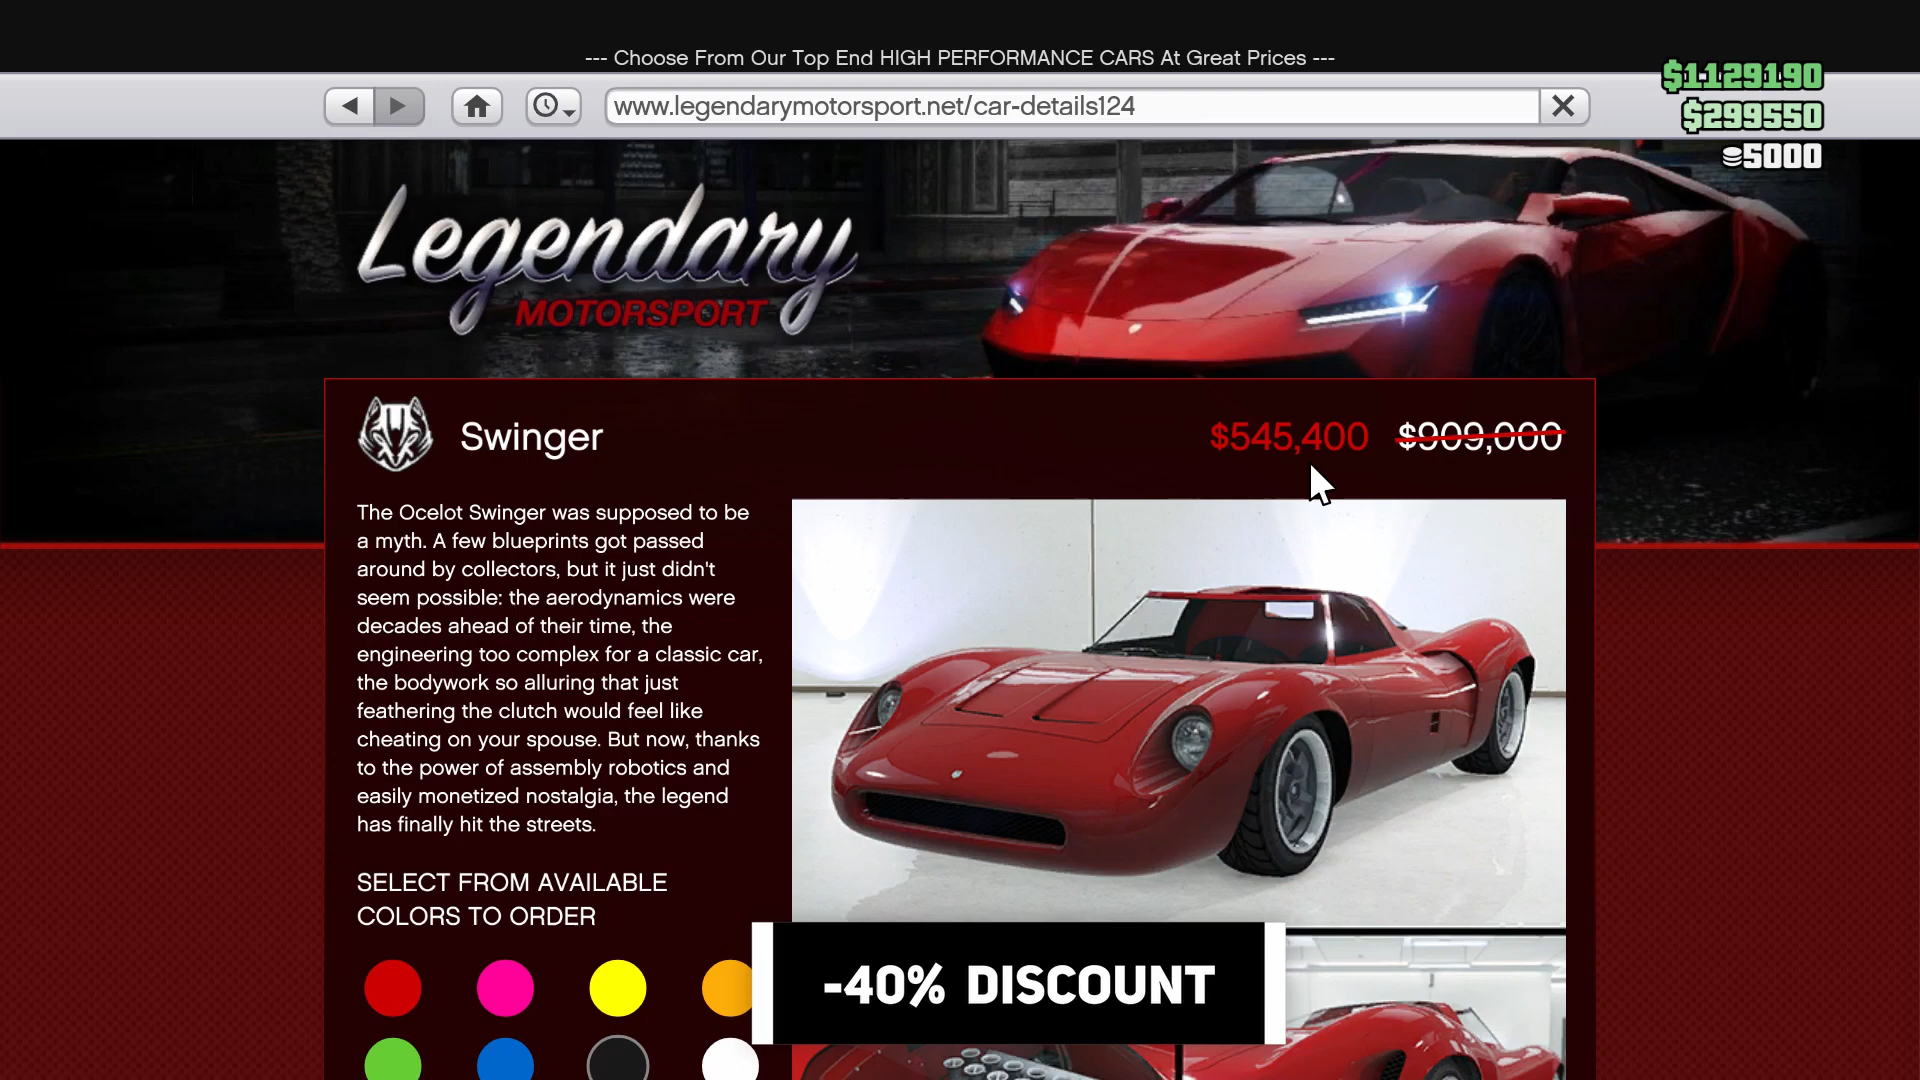 --- Choose From Our Top End HIGH PERFORMANCE CARS At Great Prices ---
www.legendarymotorsport.net/car-details124
$1129190
$299550
5000
Legendary
MOTORSPORT
Swinger
$545,400 $909,000
The Ocelot Swinger was supposed to be
a myth. A few blueprints got passed
around by collectors, but it just didn't
seem possible: the aerodynamics were
decades ahead of their time, the
engineering too complex for a classic car,
the bodywork so alluring that just
feathering the clutch would feel like
cheating on your spouse. But now, thanks
to the power of assembly robotics and
easily monetized nostalgia, the legend
has finally hit the streets.
SELECT FROM AVAILABLE
COLORS TO ORDER
-40% DISCOUNT